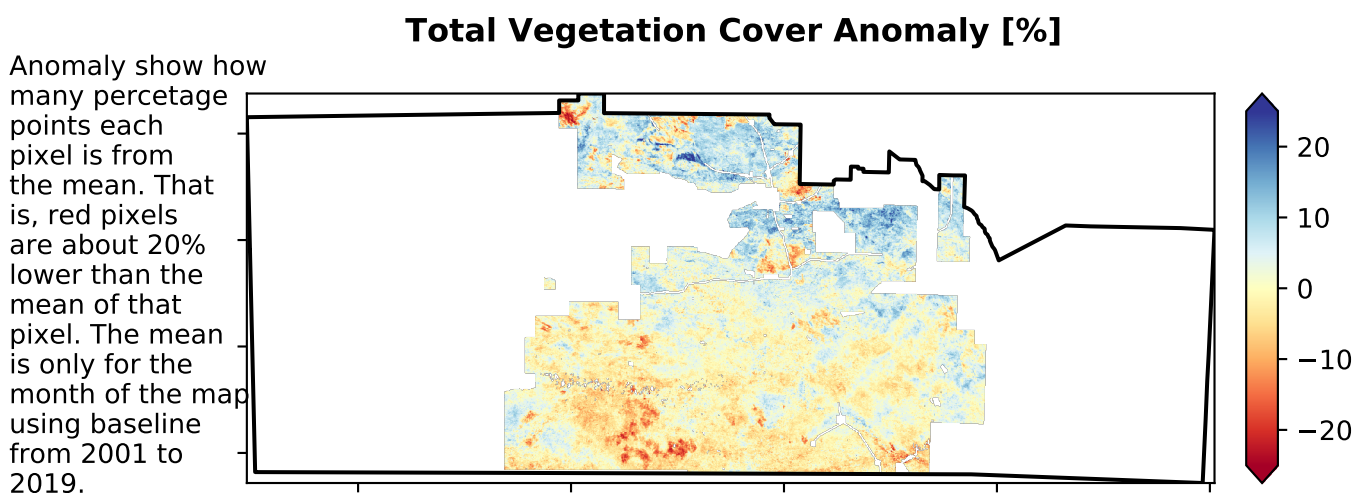 Total Vegetation Cover Anomaly [%]
Anomaly show how
many percetage
points each
pixel is from
the mean. That
is, red pixels
are about 20%
lower than the
mean of that
pixel. The mean
is only for the
month of the map
using baseline
from 2001 to
2019.
20
10
0
−10
−20